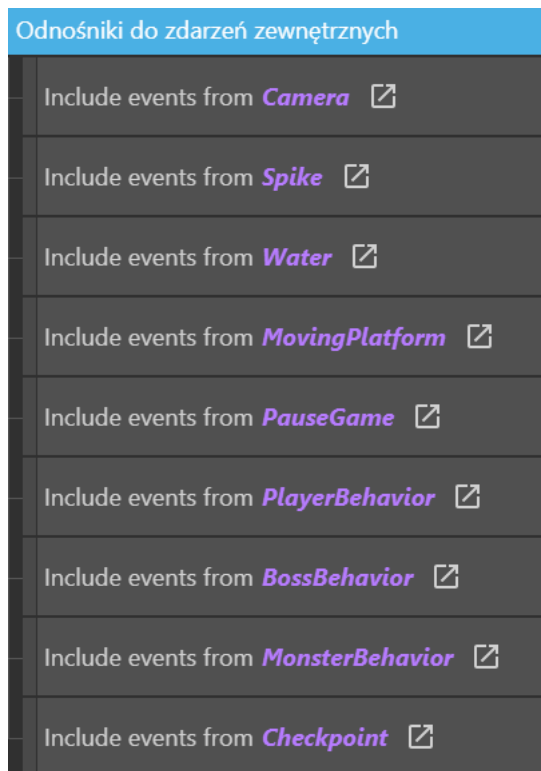 Odnośniki do zdarzeń zewnętrznych
Include events from Camera
Include events from Spike
Include events from Water
Include events from MovingPlatform
Include events from PauseGame
Include events from PlayerBehavior
Include events from BossBehavior
Include events from MonsterBehavior
Include events from Checkpoint